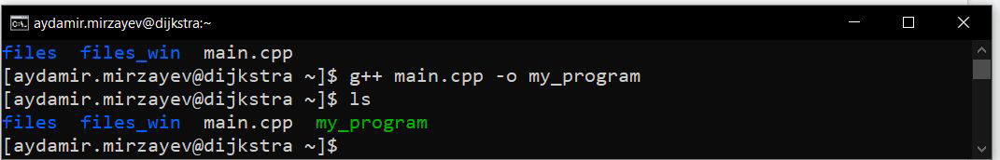 aydamir.mirzayev@dijkstra:~
files  files_win  main.cpp
[aydamir.mirzayev@dijkstra ~]$ g++ main.cpp -o my_program
[aydamir.mirzayev@dijkstra ~]$ ls
files  files_win  main.cpp  my_program
[aydamir.mirzayev@dijkstra ~]$